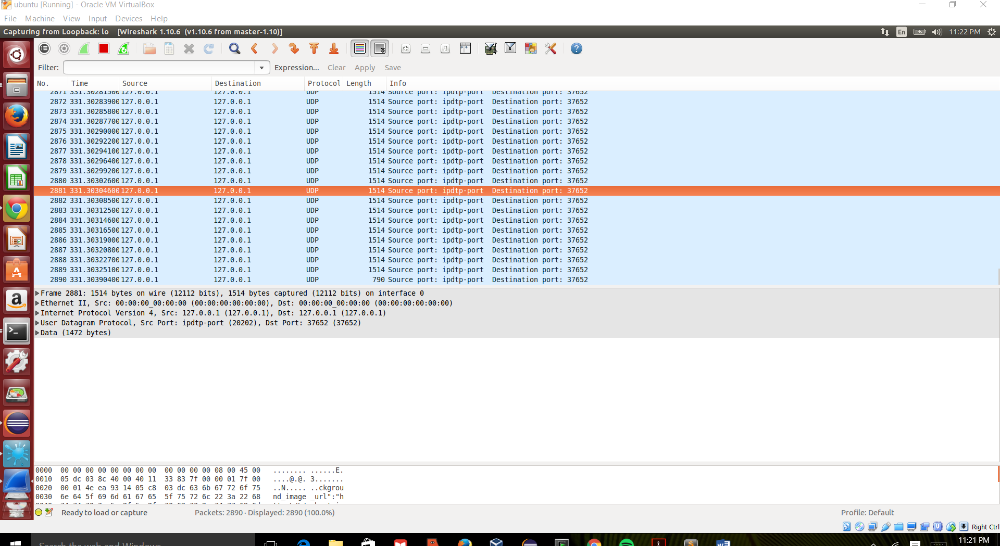 ubuntu [Running] - Oracle VM VirtualBox
File Machine View Input Devices Help
Capturing from Loopback: lo [Wireshark 1.10.6 (v1.10.6 from master-1.10)]
En 11:22 PM
Filter: Expression... Clear Apply Save
No. Time Source Destination Protocol Length Info
2871 331.30281500 127.0.0.1 127.0.0.1 UDP 1514 Source port: ipdtp-port Destination port: 37652
2872 331.30283900 127.0.0.1 127.0.0.1 UDP 1514 Source port: ipdtp-port Destination port: 37652
2873 331.30285800 127.0.0.1 127.0.0.1 UDP 1514 Source port: ipdtp-port Destination port: 37652
2874 331.30287700 127.0.0.1 127.0.0.1 UDP 1514 Source port: ipdtp-port Destination port: 37652
2875 331.30290000 127.0.0.1 127.0.0.1 UDP 1514 Source port: ipdtp-port Destination port: 37652
2876 331.30292200 127.0.0.1 127.0.0.1 UDP 1514 Source port: ipdtp-port Destination port: 37652
2877 331.30294100 127.0.0.1 127.0.0.1 UDP 1514 Source port: ipdtp-port Destination port: 37652
2878 331.30296400 127.0.0.1 127.0.0.1 UDP 1514 Source port: ipdtp-port Destination port: 37652
2879 331.30299200 127.0.0.1 127.0.0.1 UDP 1514 Source port: ipdtp-port Destination port: 37652
2880 331.30302600 127.0.0.1 127.0.0.1 UDP 1514 Source port: ipdtp-port Destination port: 37652
2881 331.30304600 127.0.0.1 127.0.0.1 UDP 1514 Source port: ipdtp-port Destination port: 37652
2882 331.30308500 127.0.0.1 127.0.0.1 UDP 1514 Source port: ipdtp-port Destination port: 37652
2883 331.30312500 127.0.0.1 127.0.0.1 UDP 1514 Source port: ipdtp-port Destination port: 37652
2884 331.30314600 127.0.0.1 127.0.0.1 UDP 1514 Source port: ipdtp-port Destination port: 37652
2885 331.30316500 127.0.0.1 127.0.0.1 UDP 1514 Source port: ipdtp-port Destination port: 37652
2886 331.30319000 127.0.0.1 127.0.0.1 UDP 1514 Source port: ipdtp-port Destination port: 37652
2887 331.30320800 127.0.0.1 127.0.0.1 UDP 1514 Source port: ipdtp-port Destination port: 37652
2888 331.30322700 127.0.0.1 127.0.0.1 UDP 1514 Source port: ipdtp-port Destination port: 37652
2889 331.30325100 127.0.0.1 127.0.0.1 UDP 1514 Source port: ipdtp-port Destination port: 37652
2890 331.30390400 127.0.0.1 127.0.0.1 UDP 790 Source port: ipdtp-port Destination port: 37652
Frame 2881: 1514 bytes on wire (12112 bits), 1514 bytes captured (12112 bits) on interface 0
Ethernet II, Src: 00:00:00_00:00:00 (00:00:00:00:00:00), Dst: 00:00:00_00:00:00 (00:00:00:00:00:00)
Internet Protocol Version 4, Src: 127.0.0.1 (127.0.0.1), Dst: 127.0.0.1 (127.0.0.1)
User Datagram Protocol, Src Port: ipdtp-port (20202), Dst Port: 37652 (37652)
Data (1472 bytes)
0000 00 00 00 00 00 00 00 00 00 00 00 00 08 00 45 00 ........ ......E.
0010 05 dc 03 8c 40 00 40 11 33 83 7f 00 00 01 7f 00 ....@.@. 3.......
0020 00 01 4e ea 93 14 05 c8 03 dc 63 6b 67 72 6f 75 ..N..... ..ckgrou
0030 6e 64 5f 69 6d 61 67 65 5f 75 72 6c 22 3a 22 68 nd_image _url":"h
Ready to load or capture Packets: 2890 · Displayed: 2890 (100.0%) Profile: Default
Right Ctrl
Search the web and Windows
11:21 PM